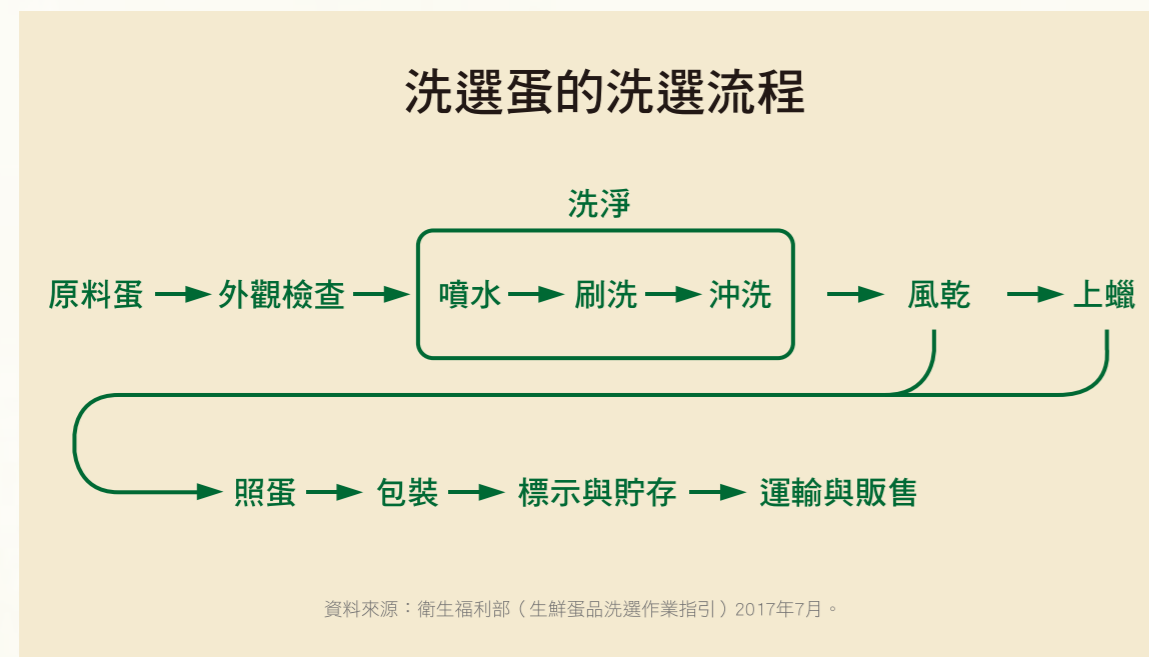 洗選蛋的洗選流程
洗淨
原料蛋 外觀檢查 噴水 刷洗 沖洗 風乾 上蠟
照蛋 包裝 標示與貯存 運輸與販售
資料來源：衛生福利部（生鮮蛋品洗選作業指引）2017年7月。